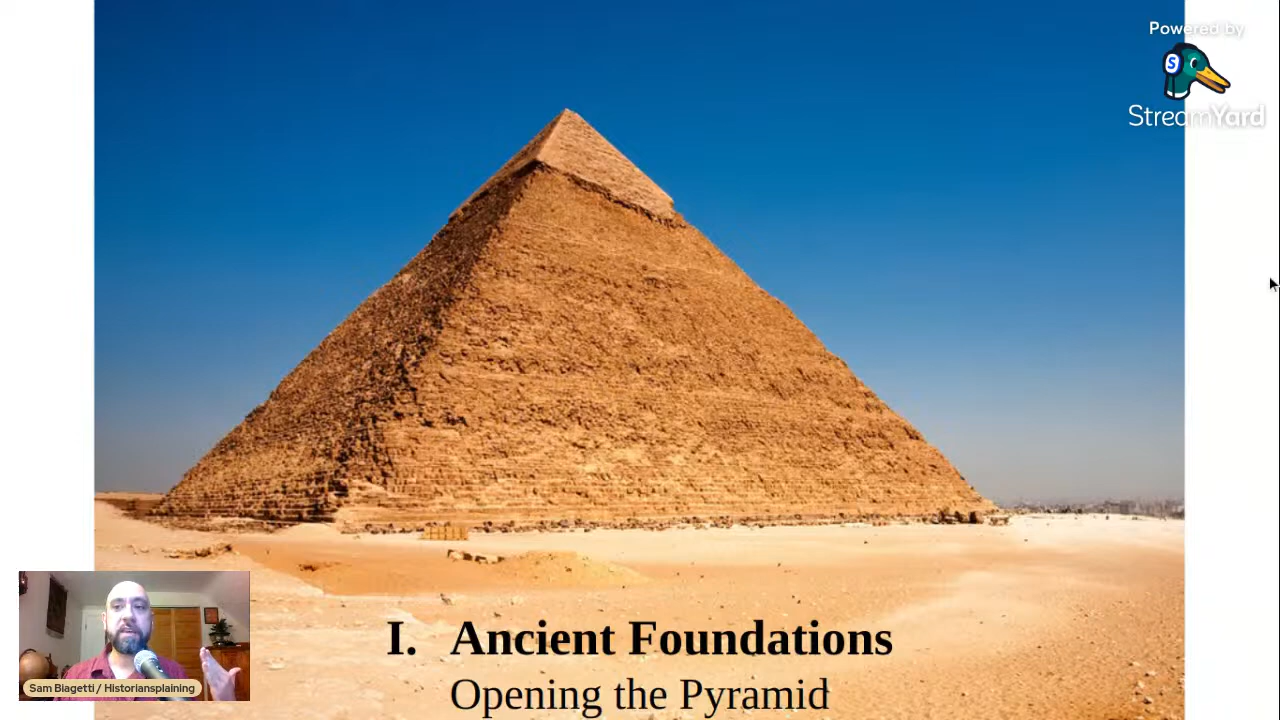 Powered by
S
StreamYard
I. Ancient Foundations
Opening the Pyramid
Sam Biagetti / Historiansplaining